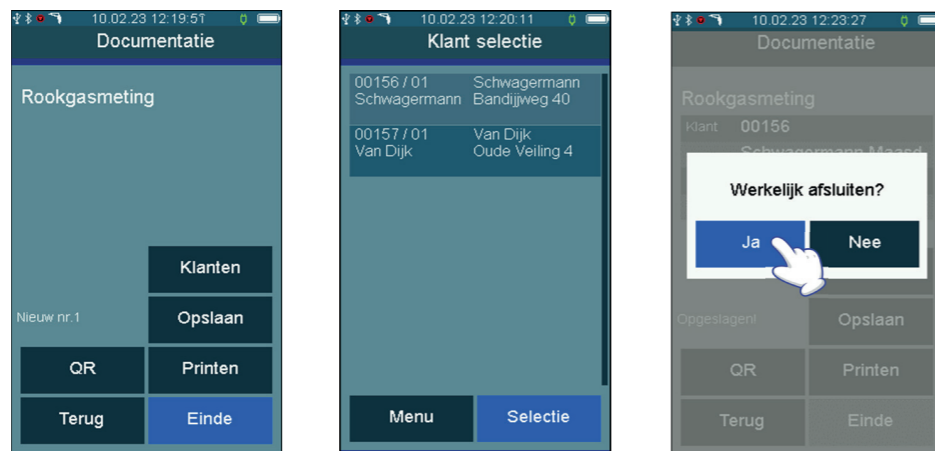 10.02.23 12:19:51
Documentatie
Rookgasmeting
Klanten
Nieuw nr.1
Opslaan
QR
Printen
Terug
Einde
10.02.23 12:20:11
Klant selectie
00156 / 01 Schwagermann
Schwagermann Bandijjweg 40
00157 / 01 Van Dijk
Van Dijk Oude Veiling 4
Menu
Selectie
10.02.23 12:23:27
Documentatie
Rookgasmeting
Klant 00156
Schwagermann Maasd
Werkelijk afsluiten?
Ja
Nee
Opgeslagen!
Opslaan
QR
Printen
Terug
Einde